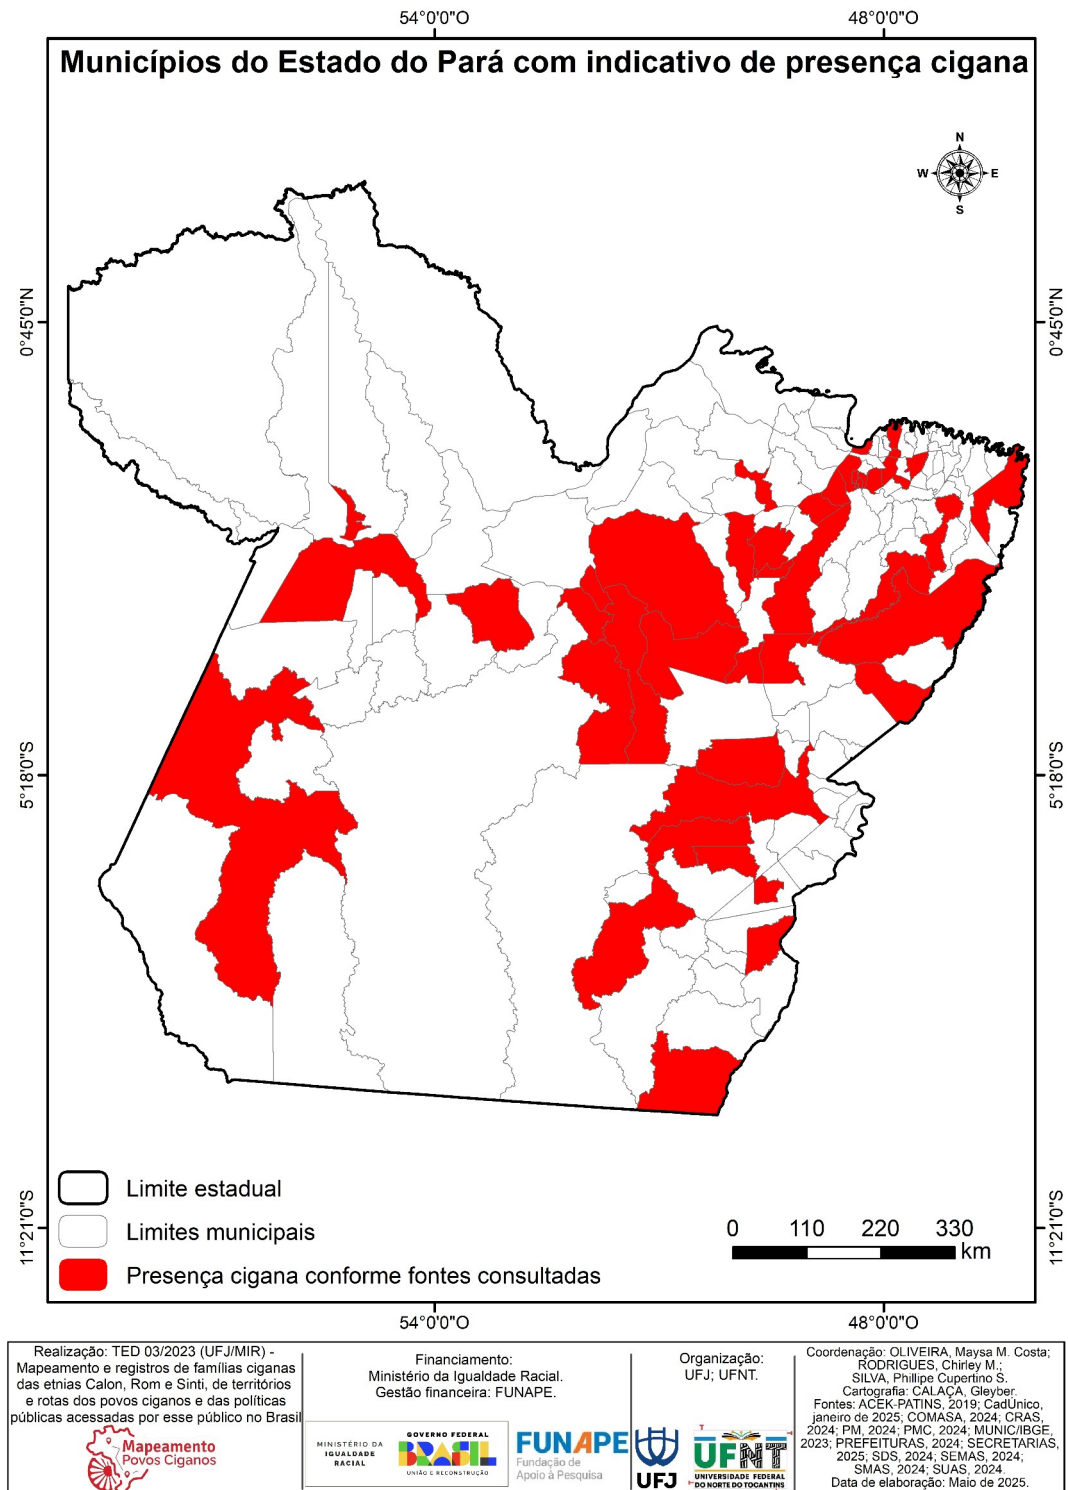 54°0'0"O
48°0'0"O
Municípios do Estado do Pará com indicativo de presença cigana
N
W
E
S
0°45'0"N
0°45'0"N
5°18'0"S
5°18'0"S
11°21'0"S
11°21'0"S
Limite estadual
Limites municipais
Presença cigana conforme fontes consultadas
0
110
220
330
km
54°0'0"O
48°0'0"O
Realização: TED 03/2023 (UFJ/MIR) -
Mapeamento e registros de famílias ciganas
das etnias Calon, Rom e Sinti, de territórios
e rotas dos povos ciganos e das políticas
públicas acessadas por esse público no Brasil
Mapeamento
Povos Ciganos
Financiamento:
Ministério da Igualdade Racial.
Gestão financeira: FUNAPE.
MINISTÉRIO DA
IGUALDADE
RACIAL
GOVERNO FEDERAL
BRASIL
UNIÃO E RECONSTRUÇÃO
FUNAPE
Fundação de
Apoio à Pesquisa
Organização:
UFJ; UFNT.
UFJ
UFNT
UNIVERSIDADE FEDERAL
DO NORTE DO TOCANTINS
Coordenação: OLIVEIRA, Maysa M. Costa;
RODRIGUES, Chirley M.;
SILVA, Phillipe Cupertino S.
Cartografia: CALAÇA, Gleyber.
Fontes: ACEK-PATINS, 2019; CadÚnico,
janeiro de 2025; COMASA, 2024; CRAS,
2024; PM, 2024; PMC, 2024; MUNIC/IBGE,
2023; PREFEITURAS, 2024; SECRETARIAS,
2025; SDS, 2024; SEMAS, 2024;
SMAS, 2024; SUAS, 2024.
Data de elaboração: Maio de 2025.